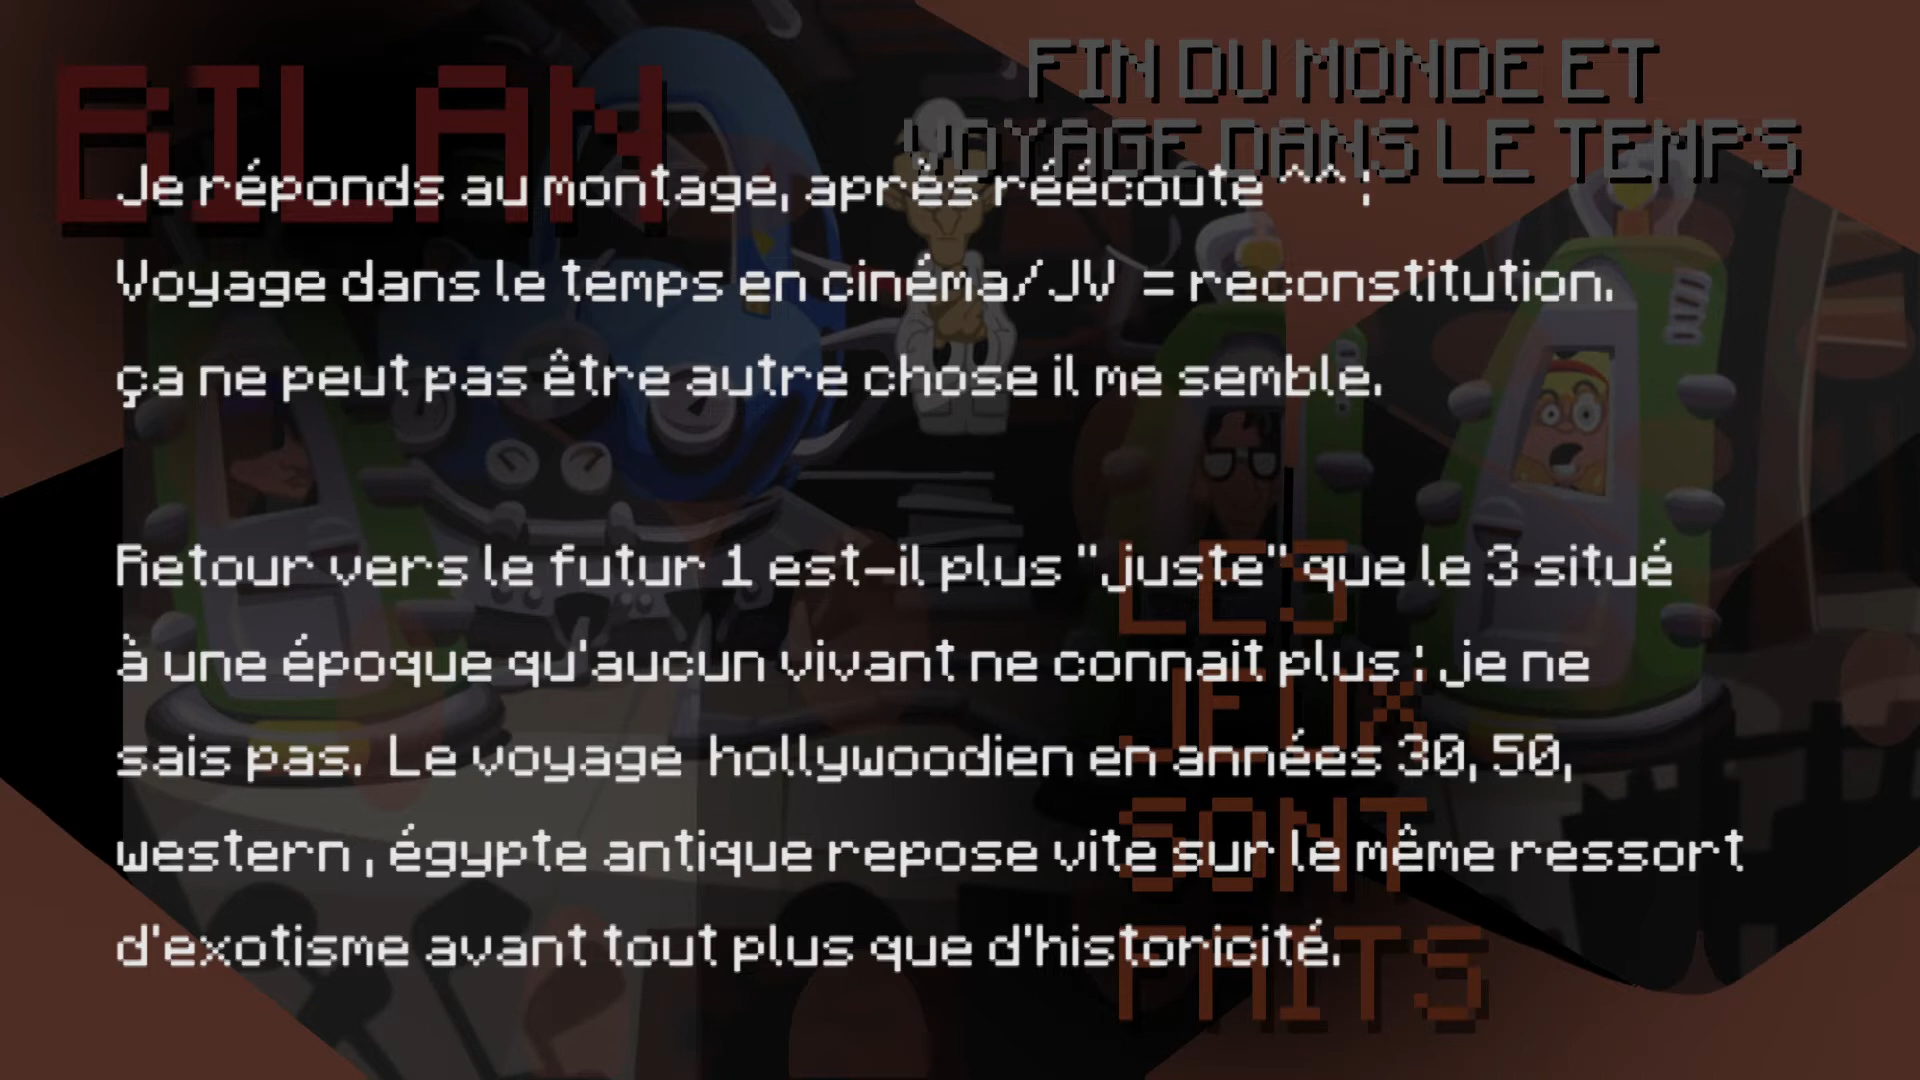 BILAN
FIN DU MONDE ET
VOYAGE DANS LE TEMPS
Je réponds au montage, après réécoute ^^ :
Voyage dans le temps en cinéma/JV = reconstitution.
ça ne peut pas être autre chose il me semble.
Retour vers le futur 1 est-il plus "juste" que le 3 situé
à une époque qu'aucun vivant ne connait plus : je ne
sais pas. Le voyage hollywoodien en années 30, 50,
western , égypte antique repose vite sur le même ressort
d'exotisme avant tout plus que d'historicité.
LES
JEUX
SONT
FAITS